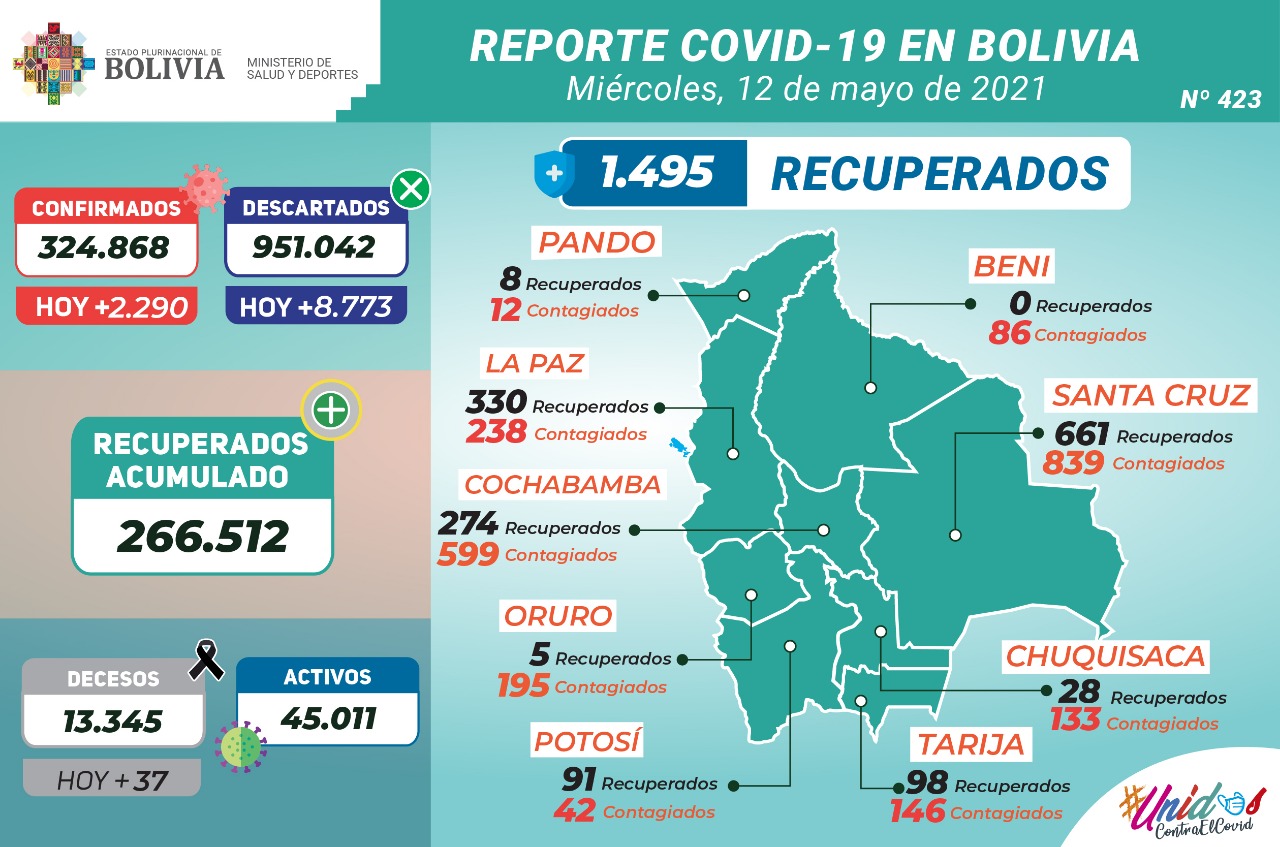 ESTADO PLURINACIONAL DE
BOLIVIA
MINISTERIO DE
SALUD Y DEPORTES
REPORTE COVID-19 EN BOLIVIA
Miércoles, 12 de mayo de 2021
Nº 423
CONFIRMADOS
324.868
HOY +2.290
DESCARTADOS
951.042
HOY +8.773
RECUPERADOS
ACUMULADO
266.512
DECESOS
13.345
HOY + 37
ACTIVOS
45.011
1.495 RECUPERADOS
PANDO
8 Recuperados
12 Contagiados
BENI
0 Recuperados
86 Contagiados
LA PAZ
330 Recuperados
238 Contagiados
SANTA CRUZ
661 Recuperados
839 Contagiados
COCHABAMBA
274 Recuperados
599 Contagiados
ORURO
5 Recuperados
195 Contagiados
CHUQUISACA
28 Recuperados
133 Contagiados
POTOSÍ
91 Recuperados
42 Contagiados
TARIJA
98 Recuperados
146 Contagiados
#Unidos
ContraElCovid